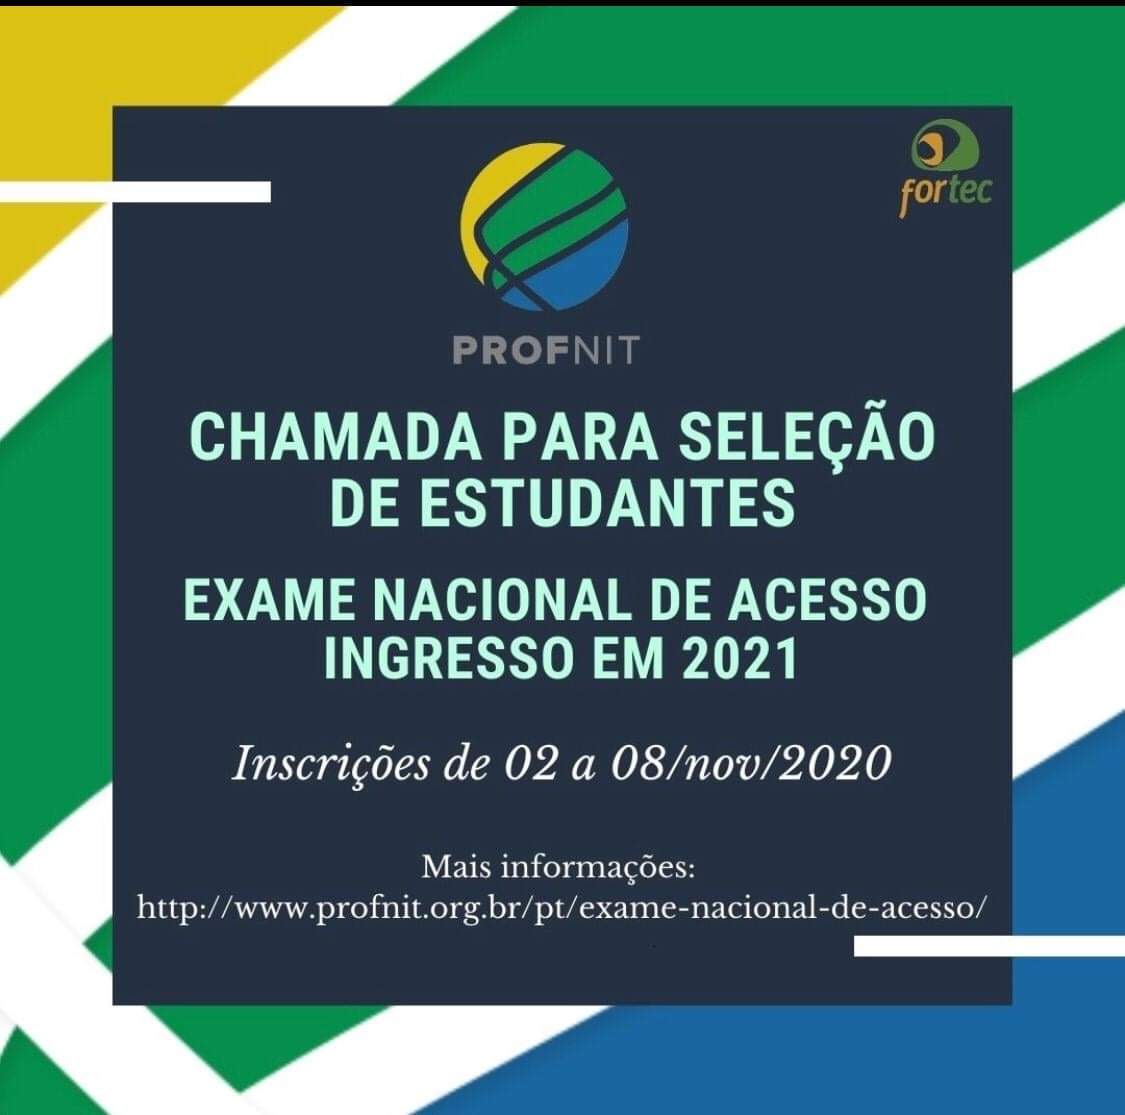 fortec
PROFNIT
CHAMADA PARA SELEÇÃO
DE ESTUDANTES
EXAME NACIONAL DE ACESSO
INGRESSO EM 2021
Inscrições de 02 a 08/nov/2020
Mais informações:
http://www.profnit.org.br/pt/exame-nacional-de-acesso/